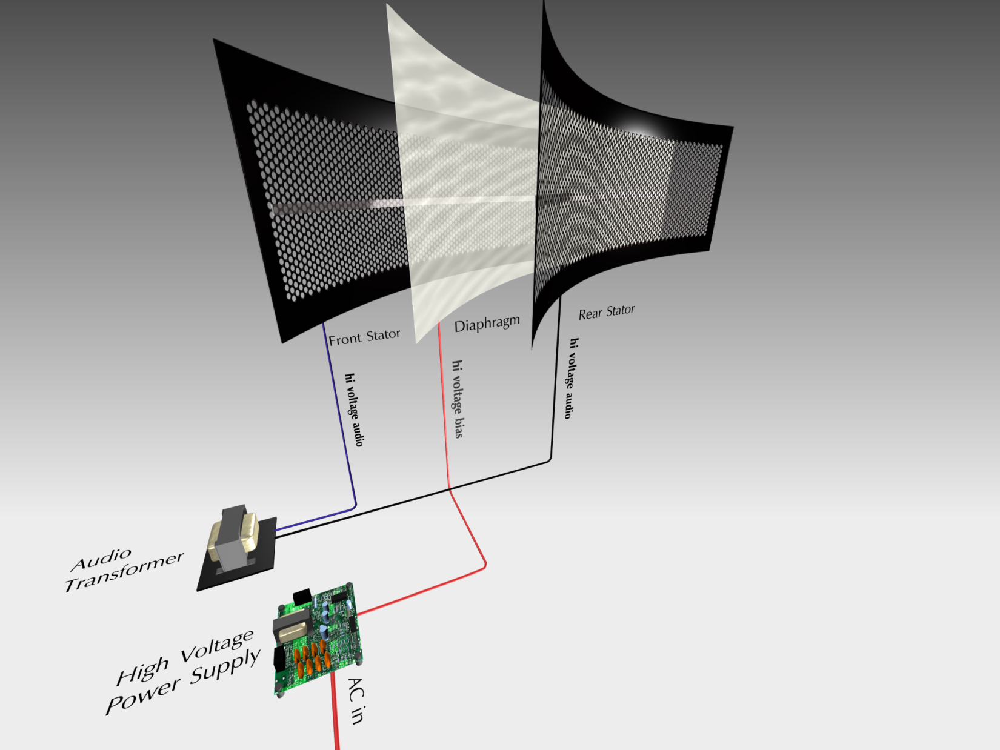 Front Stator
Diaphragm
Rear Stator
hi voltage audio
hi voltage bias
hi voltage audio
Audio
Transformer
High Voltage
Power Supply
AC in